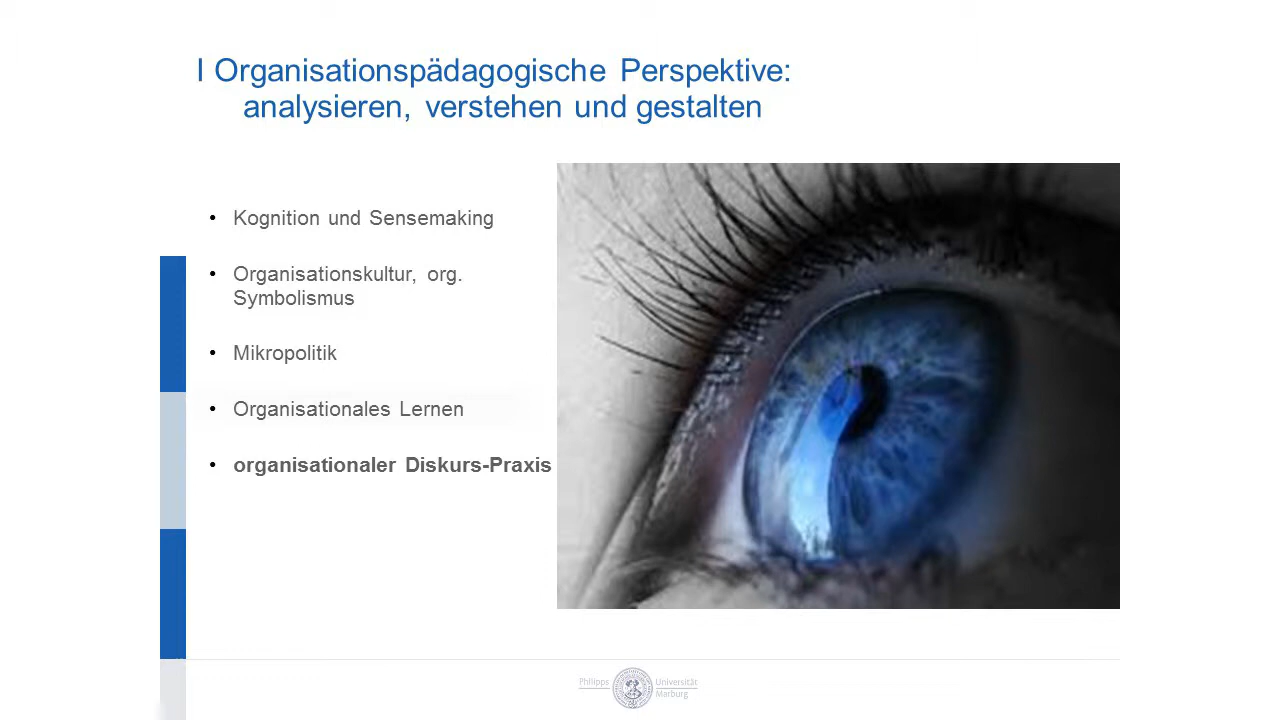 I Organisationspädagogische Perspektive:
analysieren, verstehen und gestalten
• Kognition und Sensemaking
• Organisationskultur, org.
Symbolismus
• Mikropolitik
• Organisationales Lernen
• organisationaler Diskurs-Praxis
Philipps Universität
Marburg